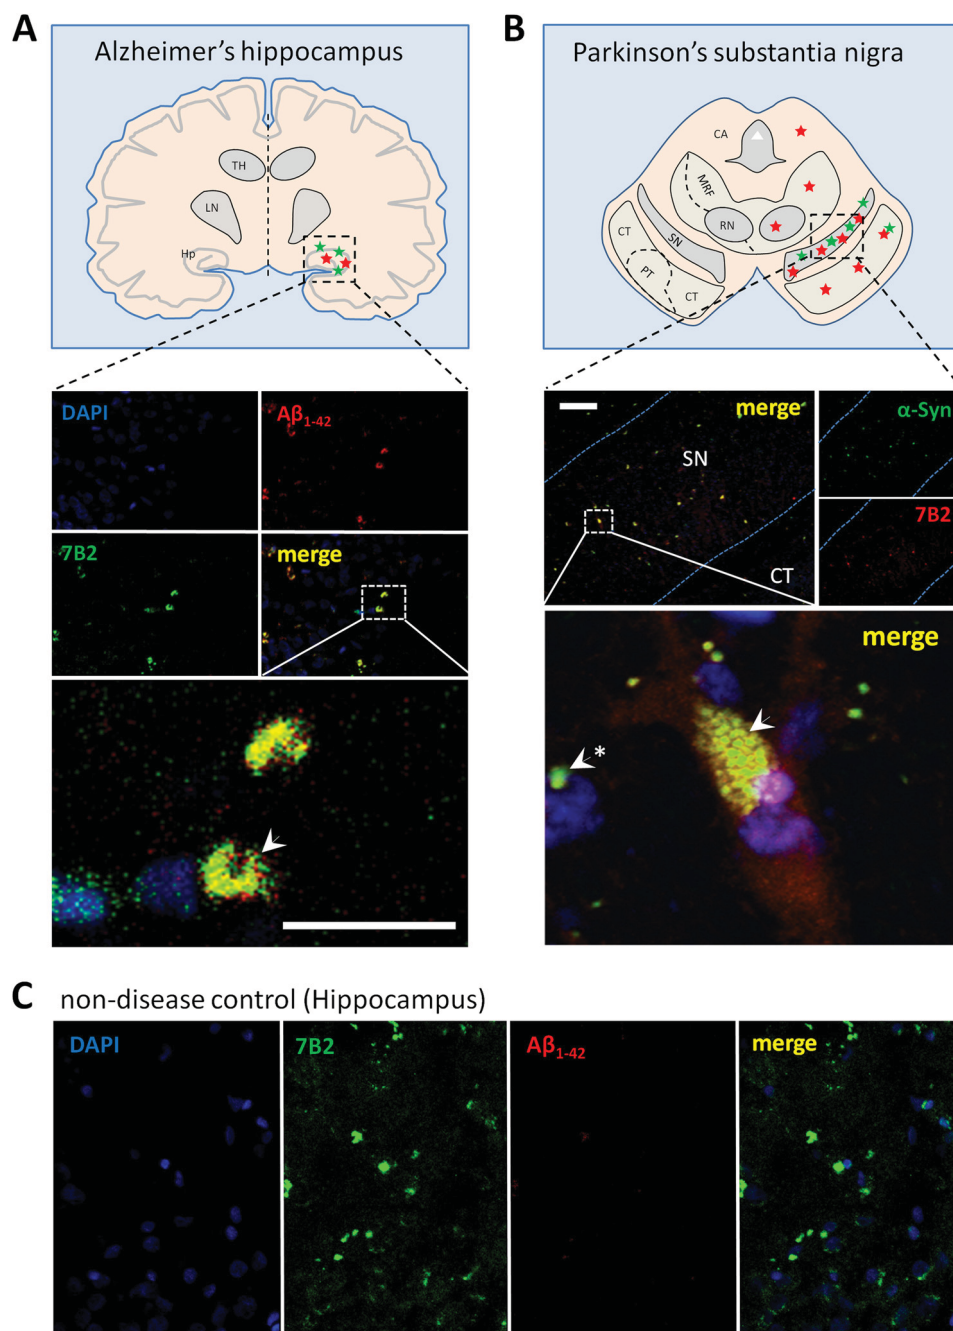 A
Alzheimer's hippocampus
TH
LN
Hp
DAPI
Aβ1-42
7B2
merge
B
Parkinson's substantia nigra
CA
MRF
RN
CT
SN
PT
CT
merge
SN
CT
α-Syn
7B2
merge
*
C
non-disease control (Hippocampus)
DAPI
7B2
Aβ1-42
merge